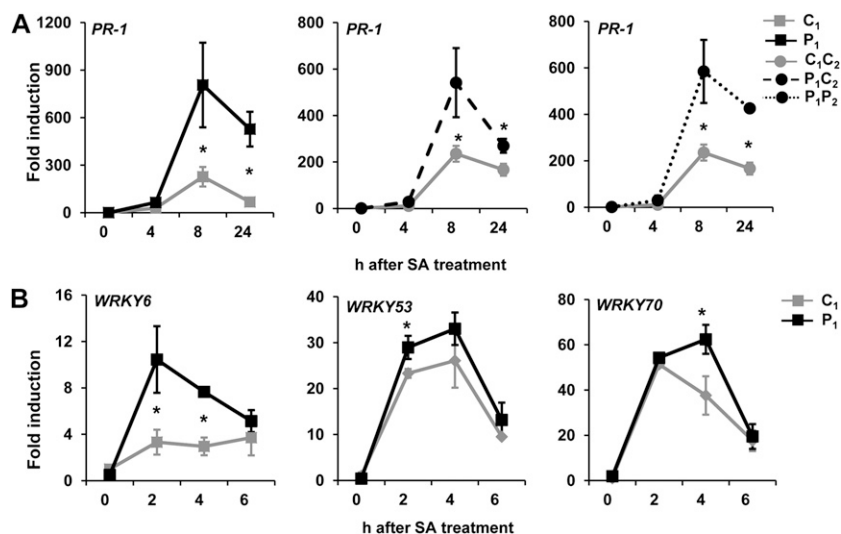 A
PR-1
PR-1
PR-1
C₁
P₁
C₁C₂
P₁C₂
P₁P₂
Fold induction
1200
900
600
300
0
800
600
400
200
0
800
600
400
200
0
* *
* *
* *
0 4 8 24
0 4 8 24
0 4 8 24
h after SA treatment
B
WRKY6
WRKY53
WRKY70
C₁
P₁
Fold induction
16
12
8
4
0
40
30
20
10
0
80
60
40
20
0
* *
*
*
0 2 4 6
0 2 4 6
0 2 4 6
h after SA treatment